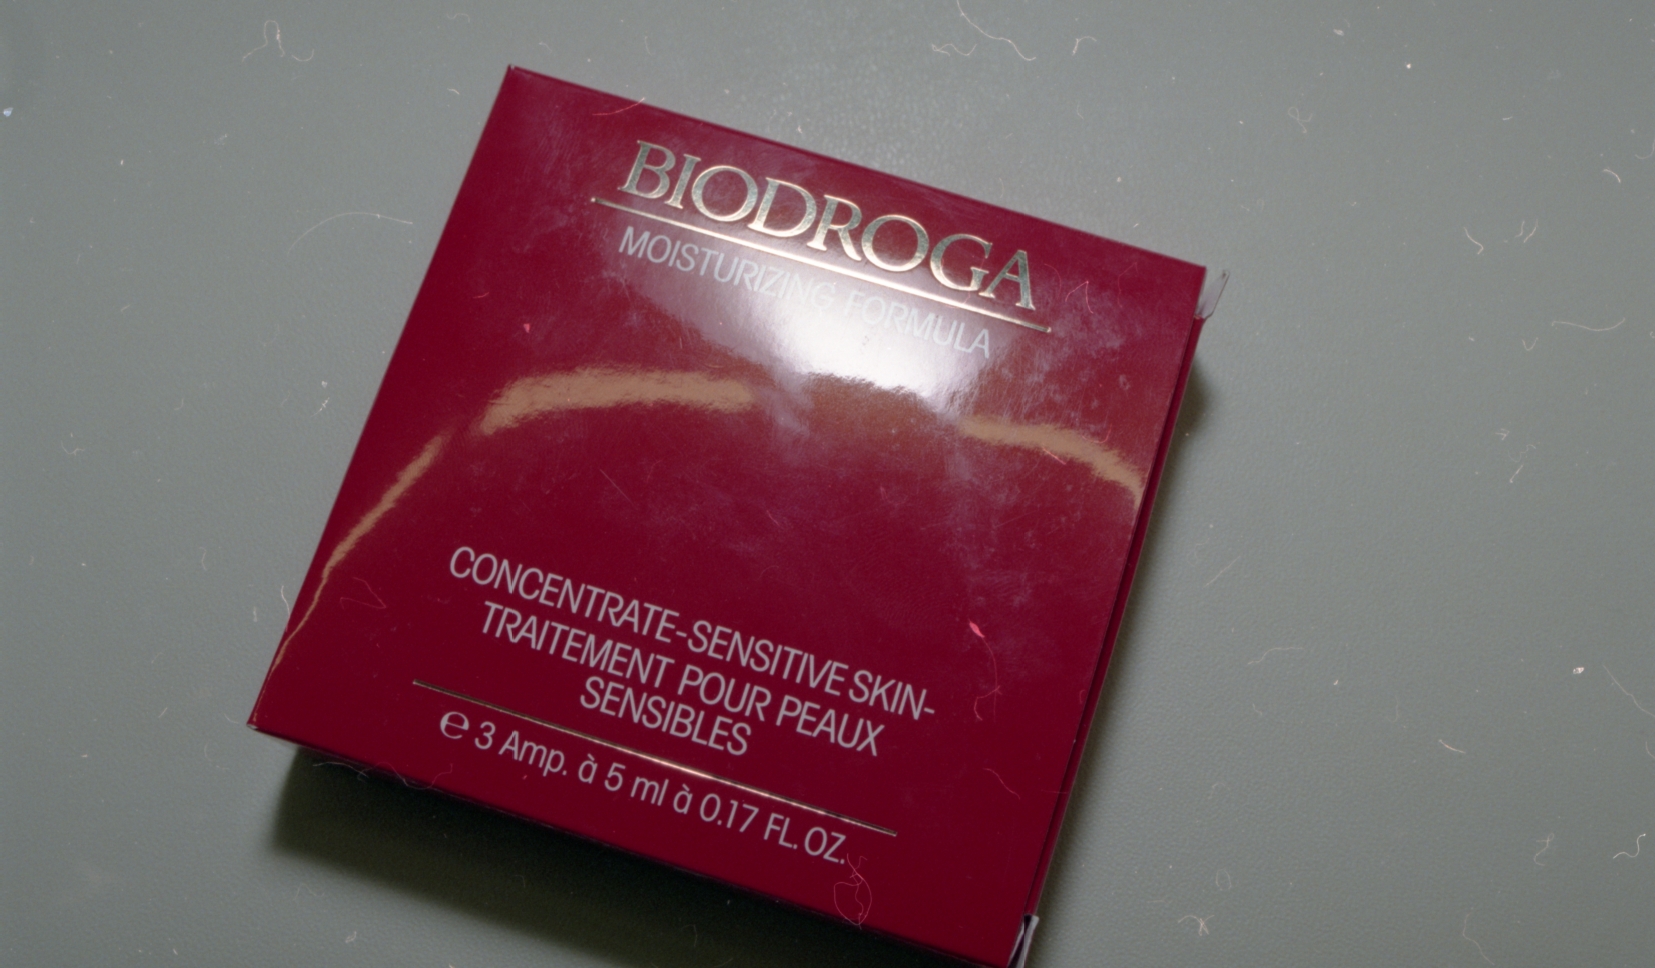 BIODROGA
MOISTURIZING FORMULA
CONCENTRATE-SENSITIVE SKIN-
TRAITEMENT POUR PEAUX
SENSIBLES
℮ 3 Amp. à 5 ml à 0.17 FL. OZ.